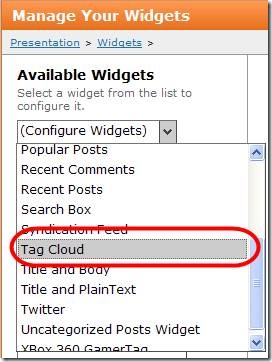 Manage Your Widgets
Presentation > Widgets >
Available Widgets
Select a widget from the list to
configure it.
(Configure Widgets)
Popular Posts
Recent Comments
Recent Posts
Search Box
Syndication Feed
Tag Cloud
Title and Body
Title and PlainText
Twitter
Uncategorized Posts Widget
XBox 360 GamerTag